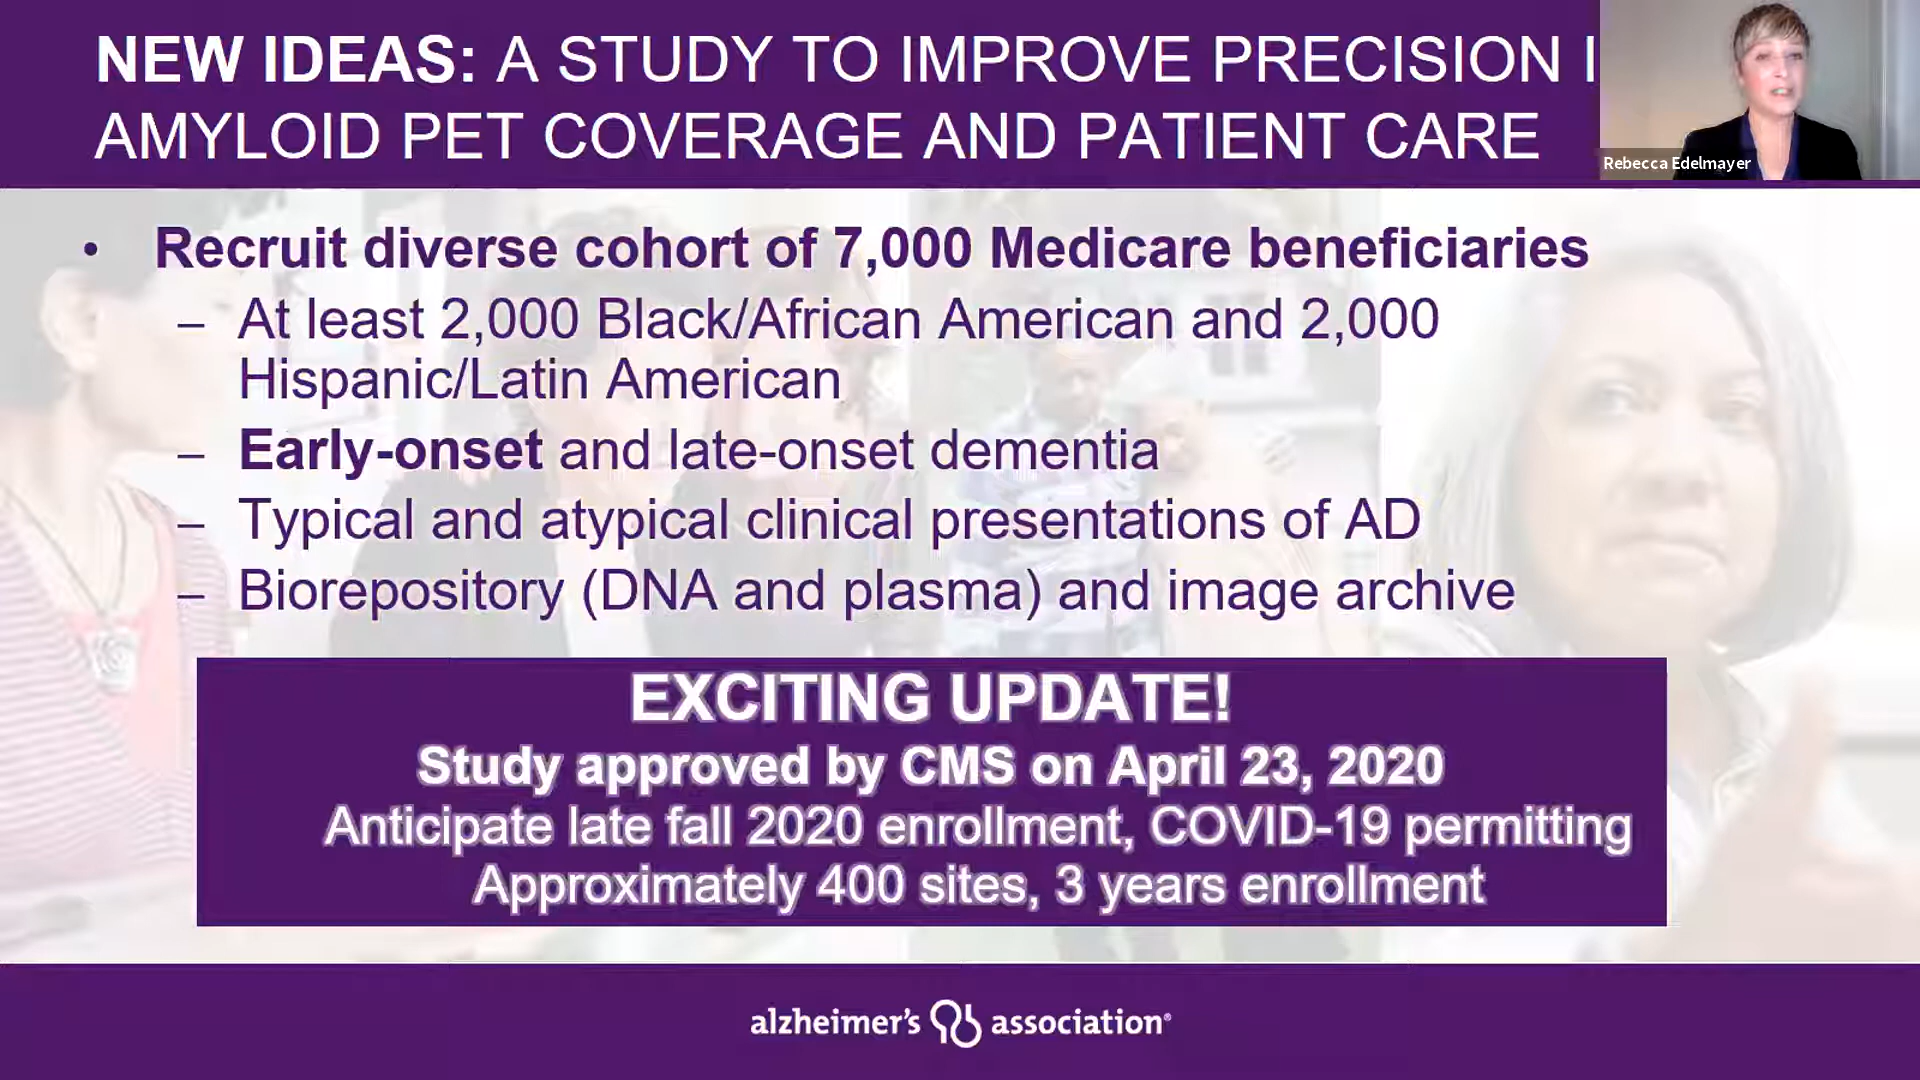 NEW IDEAS: A STUDY TO IMPROVE PRECISION I
AMYLOID PET COVERAGE AND PATIENT CARE
Rebecca Edelmayer
• Recruit diverse cohort of 7,000 Medicare beneficiaries
– At least 2,000 Black/African American and 2,000
Hispanic/Latin American
– Early-onset and late-onset dementia
– Typical and atypical clinical presentations of AD
– Biorepository (DNA and plasma) and image archive
EXCITING UPDATE!
Study approved by CMS on April 23, 2020
Anticipate late fall 2020 enrollment, COVID-19 permitting
Approximately 400 sites, 3 years enrollment
alzheimer's association®